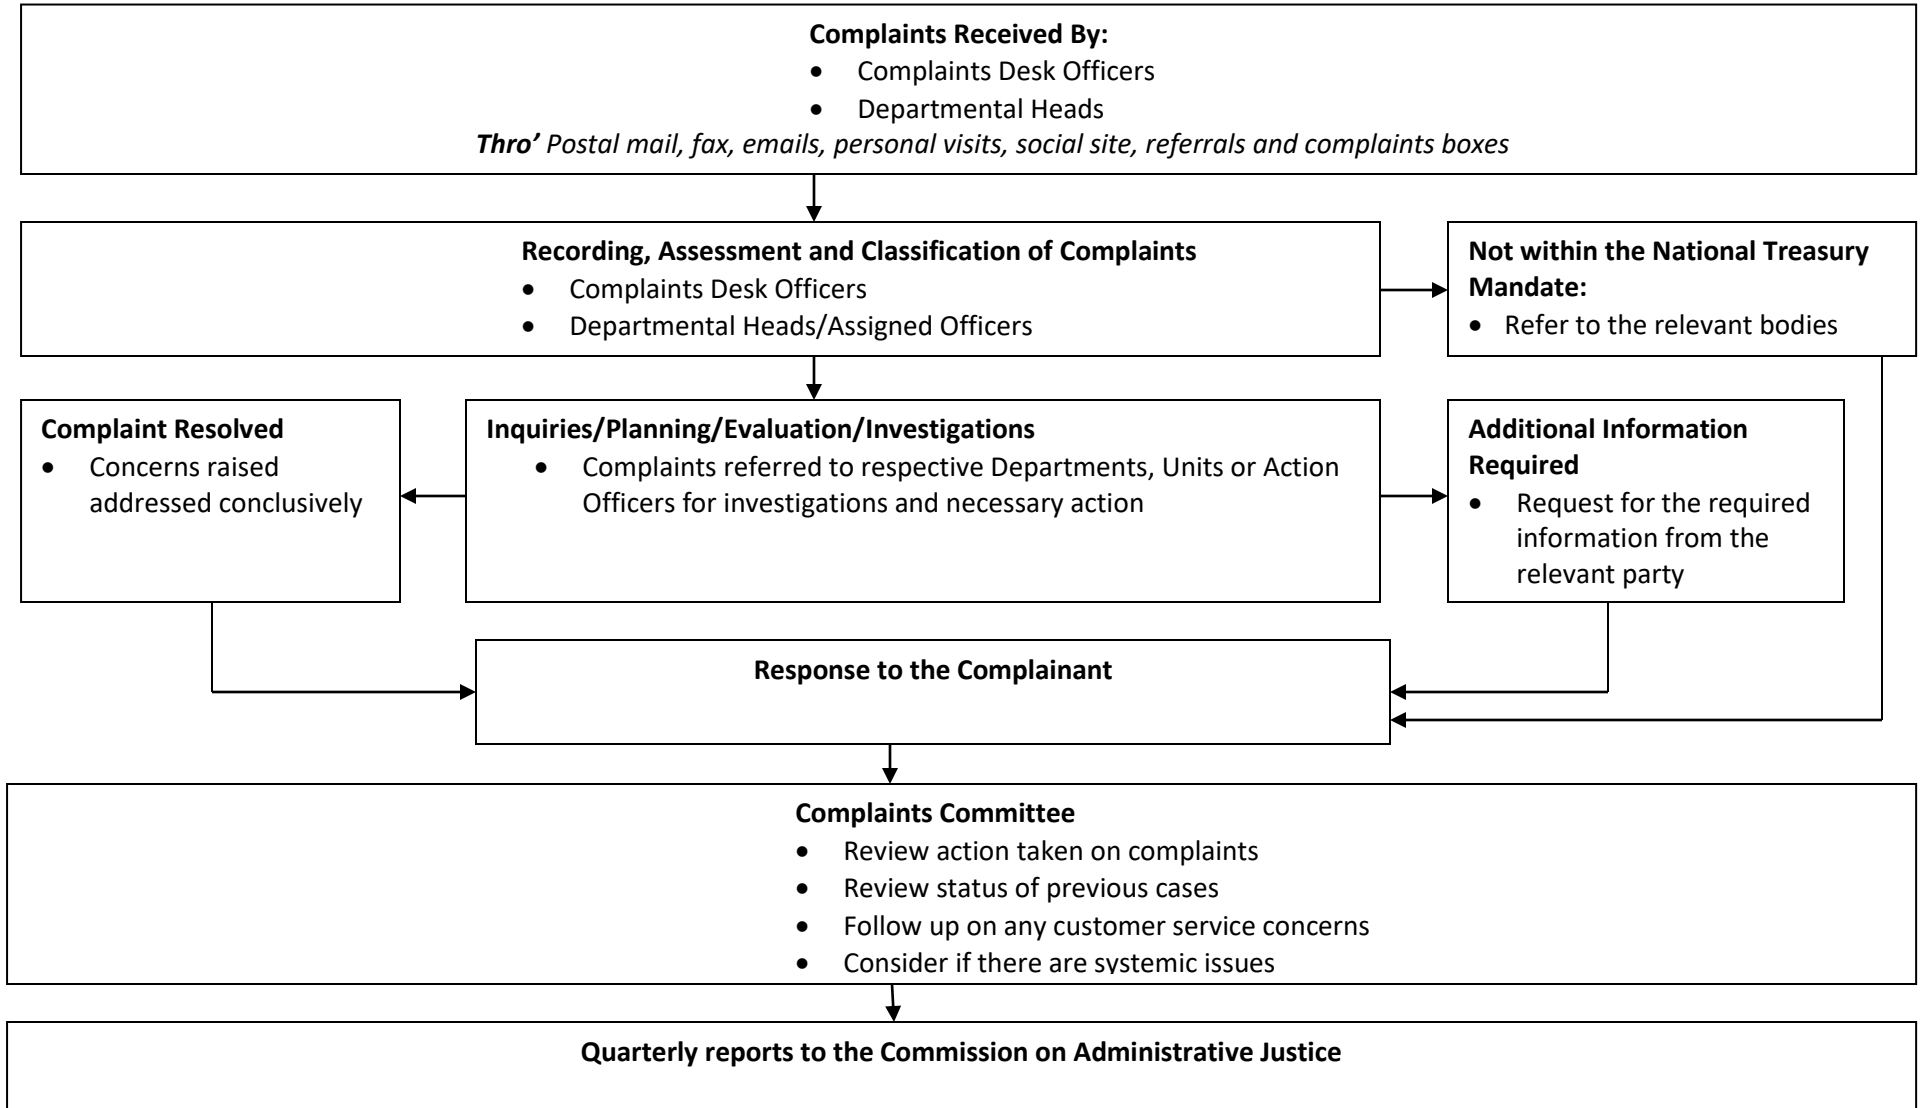 Complaints Received By:
• Complaints Desk Officers
• Departmental Heads
Thro’ Postal mail, fax, emails, personal visits, social site, referrals and complaints boxes
Recording, Assessment and Classification of Complaints
• Complaints Desk Officers
• Departmental Heads/Assigned Officers
Not within the National Treasury
Mandate:
• Refer to the relevant bodies
Complaint Resolved
• Concerns raised
addressed conclusively
Inquiries/Planning/Evaluation/Investigations
• Complaints referred to respective Departments, Units or Action
Officers for investigations and necessary action
Additional Information
Required
• Request for the required
information from the
relevant party
Response to the Complainant
Complaints Committee
• Review action taken on complaints
• Review status of previous cases
• Follow up on any customer service concerns
• Consider if there are systemic issues
Quarterly reports to the Commission on Administrative Justice